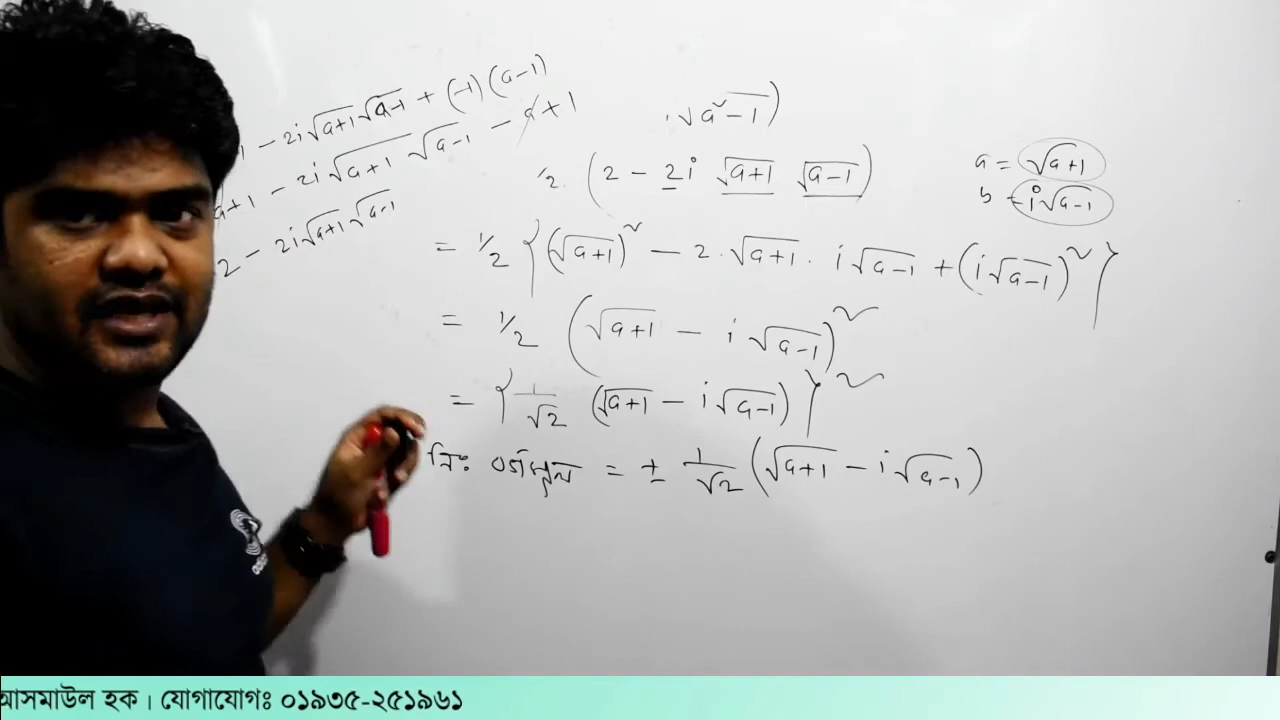 1 - 2i√(a+1) √(a-1) + (-1)(a-1)
a+1 - 2i√(a+1) √(a-1) - a + 1
2 - 2i√(a+1) √(a-1)
i√(a²-1))
1/2 (2 - 2i √(a+1) √(a-1))
a = √(a+1)
b = i√(a-1)
= 1/2 {(√(a+1))² - 2.√(a+1) . i√(a-1) + (i√(a-1))²}
= 1/2 (√(a+1) - i√(a-1))²
= {1/√2 (√(a+1) - i√(a-1))}²
নিঃ বর্গমূল = ± 1/√2 (√(a+1) - i√(a-1))
আসমাউল হক। যোগাযোগঃ ০১৯৩৫-২৫১৯৬১